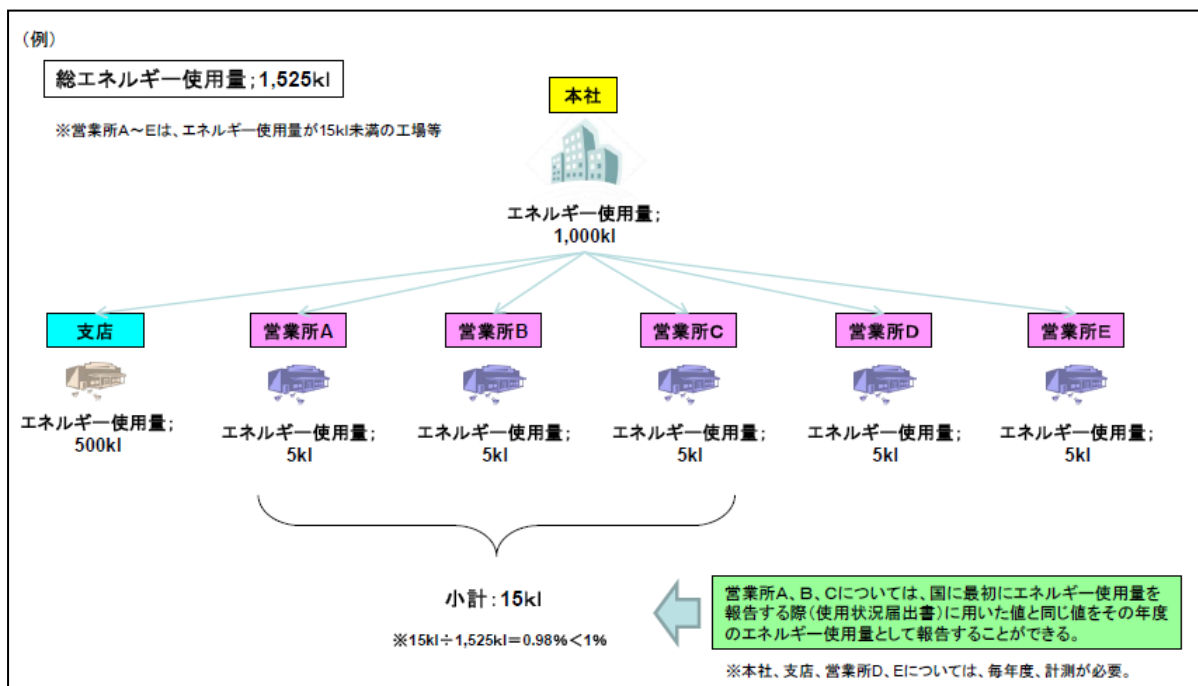 (例)
総エネルギー使用量;1,525kl
※営業所A～Eは、エネルギー使用量が15kl未満の工場等
本社
エネルギー使用量;
1,000kl
支店
営業所A
営業所B
営業所C
営業所D
営業所E
エネルギー使用量;
500kl
エネルギー使用量;
5kl
エネルギー使用量;
5kl
エネルギー使用量;
5kl
エネルギー使用量;
5kl
エネルギー使用量;
5kl
小計:15kl
※15kl÷1,525kl=0.98%<1%
営業所A、B、Cについては、国に最初にエネルギー使用量を
報告する際(使用状況届出書)に用いた値と同じ値をその年度
のエネルギー使用量として報告することができる。
※本社、支店、営業所D、Eについては、毎年度、計測が必要。